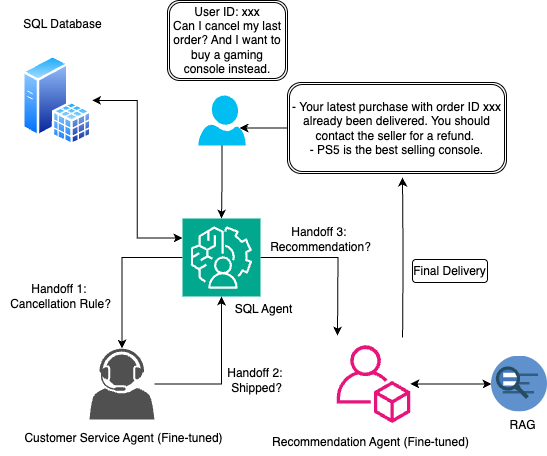 SQL Database
User ID: xxx
Can I cancel my last
order? And I want to
buy a gaming
console instead.
- Your latest purchase with order ID xxx
already been delivered. You should
contact the seller for a refund.
- PS5 is the best selling console.
Handoff 3:
Recommendation?
Final Delivery
Handoff 1:
Cancellation Rule?
SQL Agent
Handoff 2:
Shipped?
Customer Service Agent (Fine-tuned)
Recommendation Agent (Fine-tuned)
RAG